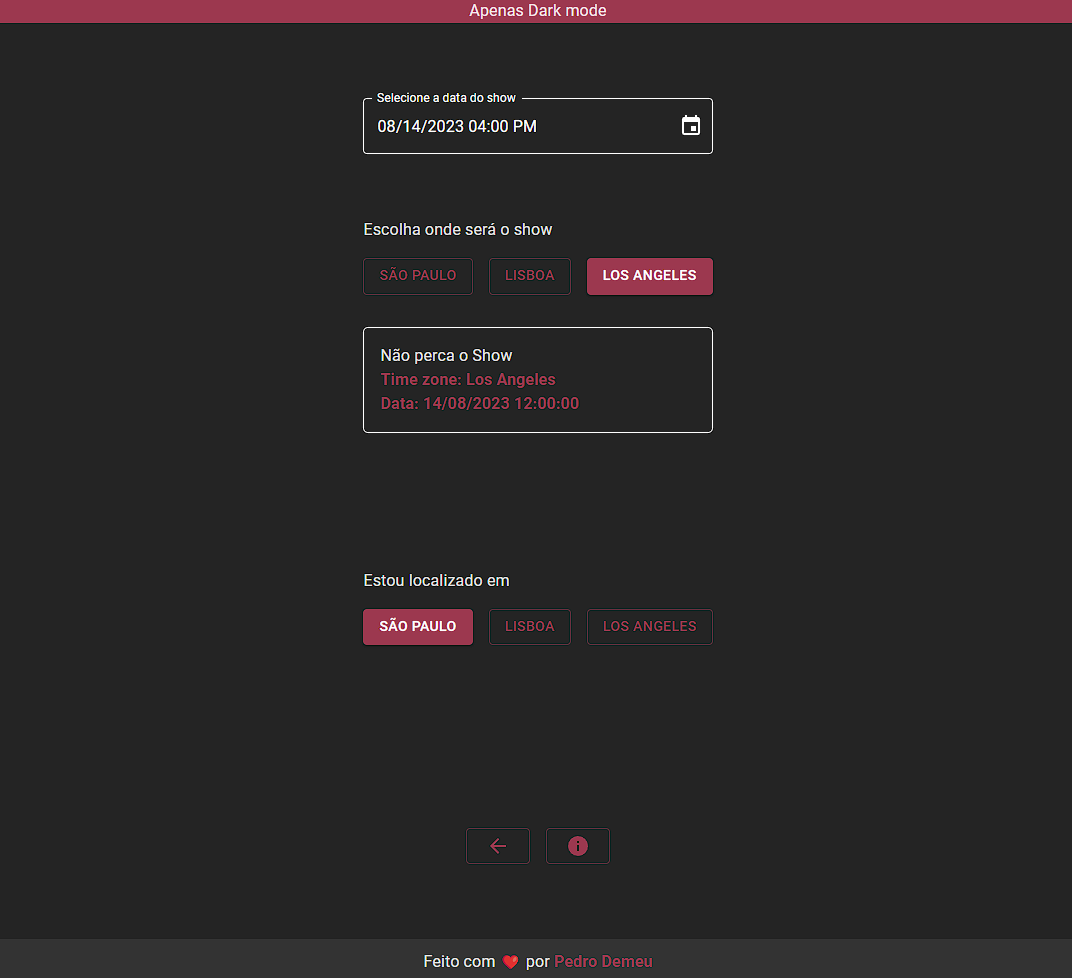 Apenas Dark mode
Selecione a data do show
08/14/2023 04:00 PM
Escolha onde será o show
SÃO PAULO LISBOA LOS ANGELES
Não perca o Show
Time zone: Los Angeles
Data: 14/08/2023 12:00:00
Estou localizado em
SÃO PAULO LISBOA LOS ANGELES
Feito com ❤️ por Pedro Demeu